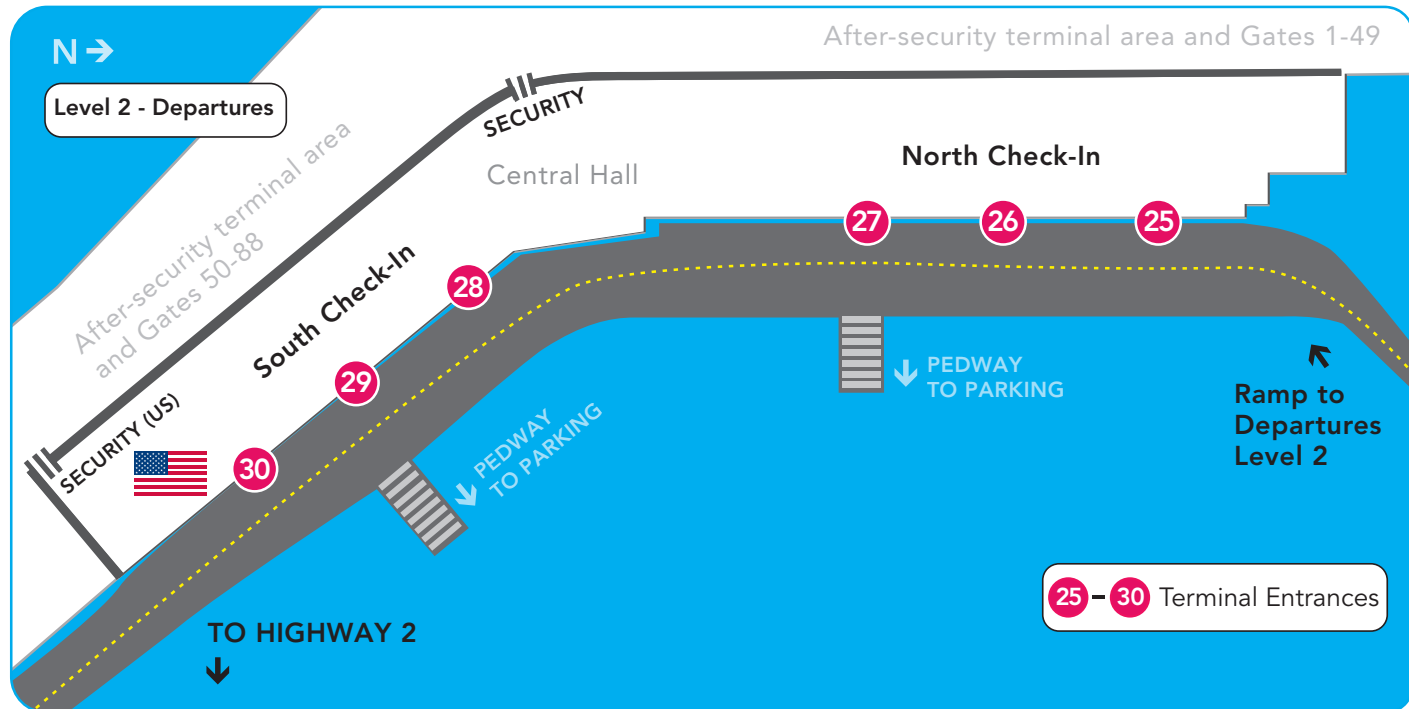 N →
Level 2 - Departures
After-security terminal area and Gates 1-49
After-security terminal area
and Gates 50-88
SECURITY
Central Hall
North Check-In
South Check-In
27
26
25
28
29
30
SECURITY (US)
PEDWAY
TO PARKING
PEDWAY
TO PARKING
Ramp to
Departures
Level 2
TO HIGHWAY 2
25 – 30 Terminal Entrances